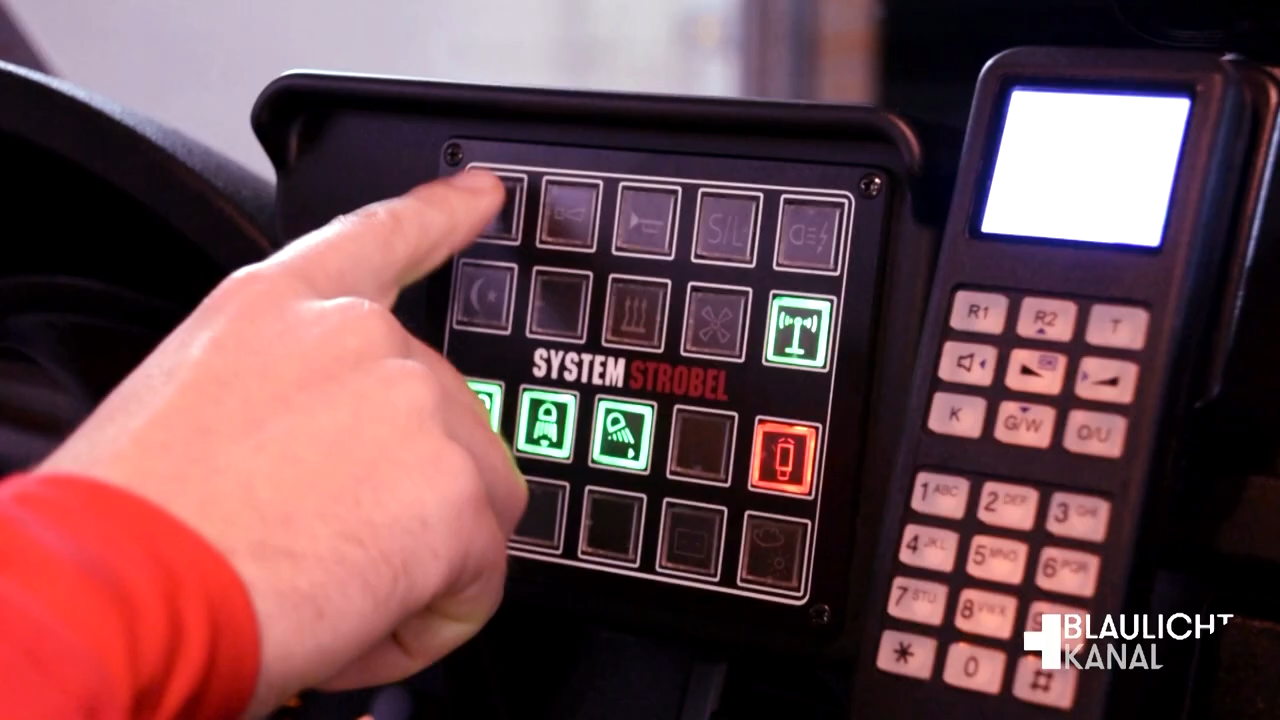 S/L
SYSTEM STROBEL
R1
R2
T
K
G/W
O/U
1 ABC
2 DEF
3 GHI
4 JKL
5 MNO
6 PQR
7 STU
8 VWX
*
0
#
BLAULICHT
KANAL